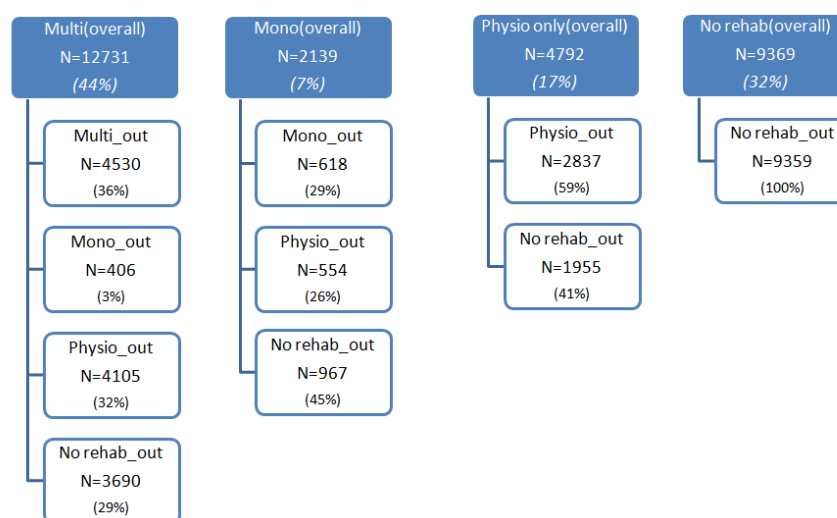 Multi(overall)
N=12731
(44%)
Multi_out
N=4530
(36%)
Mono_out
N=406
(3%)
Physio_out
N=4105
(32%)
No rehab_out
N=3690
(29%)
Mono(overall)
N=2139
(7%)
Mono_out
N=618
(29%)
Physio_out
N=554
(26%)
No rehab_out
N=967
(45%)
Physio only(overall)
N=4792
(17%)
Physio_out
N=2837
(59%)
No rehab_out
N=1955
(41%)
No rehab(overall)
N=9369
(32%)
No rehab_out
N=9359
(100%)